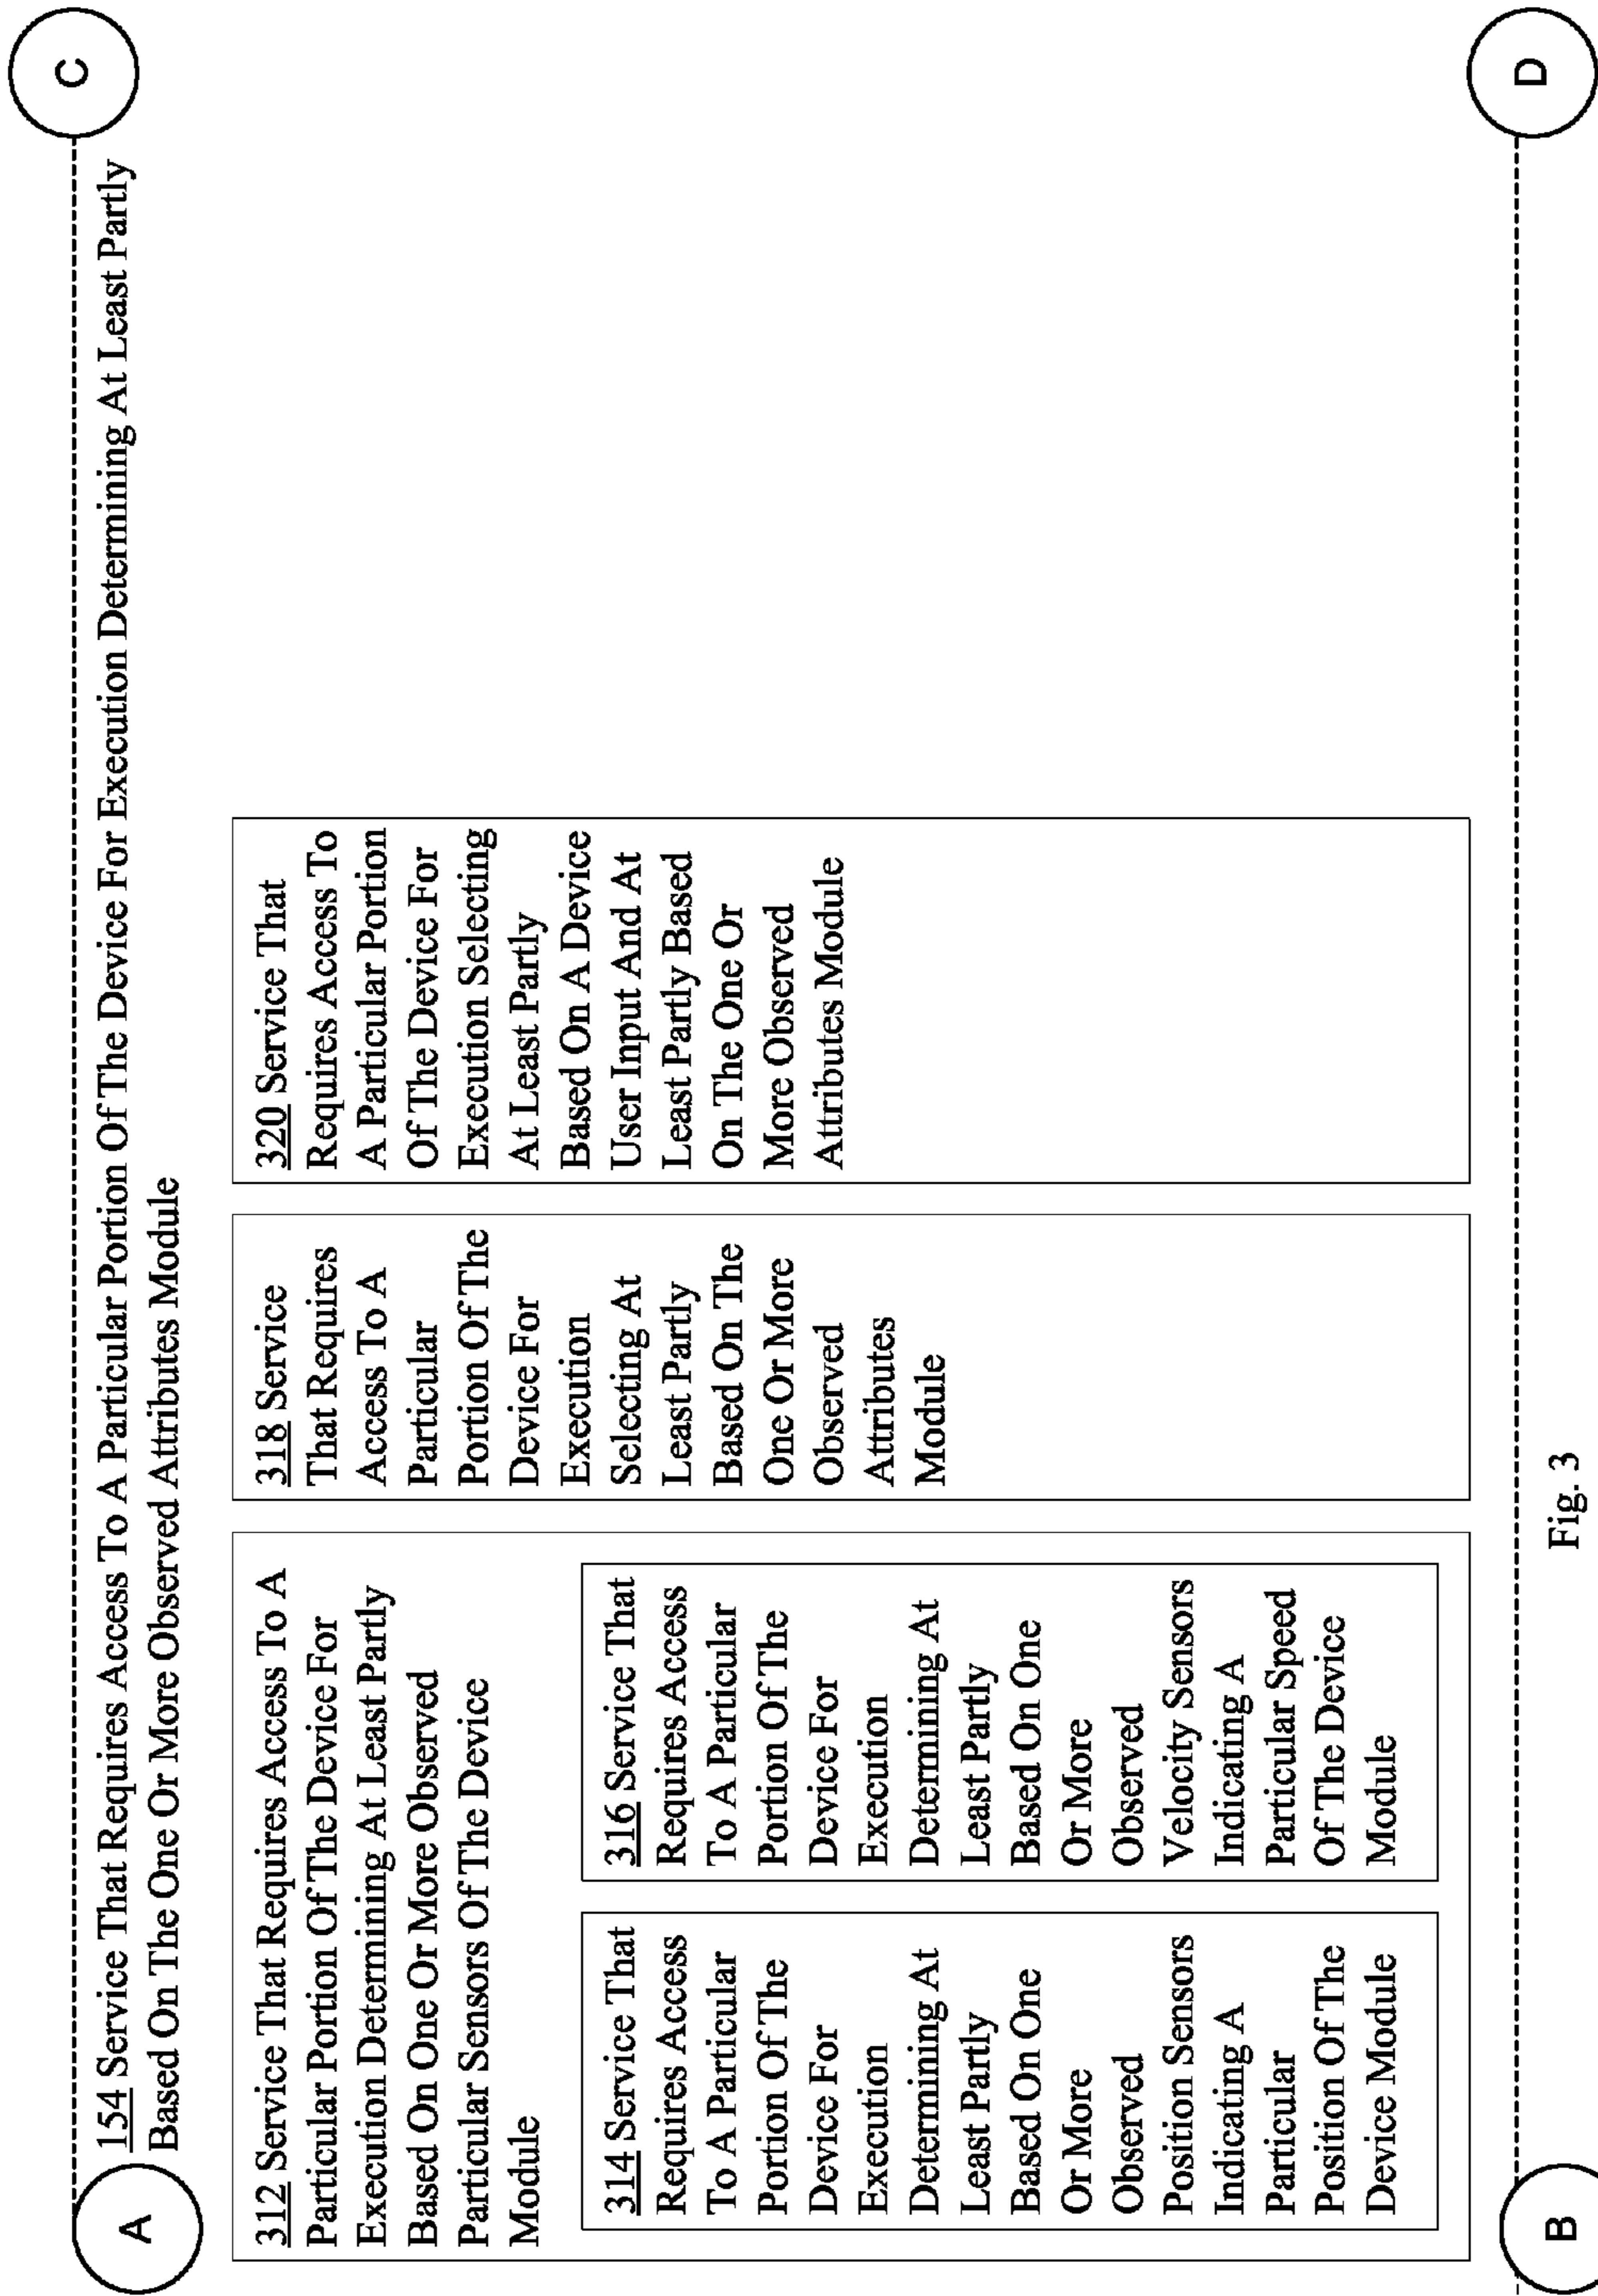 A
C
154 Service That Requires Access To A Particular Portion Of The Device For Execution Determining At Least Partly
Based On The One Or More Observed Attributes Module
312 Service That Requires Access To A
Particular Portion Of The Device For
Execution Determining At Least Partly
Based On One Or More Observed
Particular Sensors Of The Device
Module
314 Service That
Requires Access
To A Particular
Portion Of The
Device For
Execution
Determining At
Least Partly
Based On One
Or More
Observed
Position Sensors
Indicating A
Particular
Position Of The
Device Module
316 Service That
Requires Access
To A Particular
Portion Of The
Device For
Execution
Determining At
Least Partly
Based On One
Or More
Observed
Velocity Sensors
Indicating A
Particular Speed
Of The Device
Module
318 Service
That Requires
Access To A
Particular
Portion Of The
Device For
Execution
Selecting At
Least Partly
Based On The
One Or More
Observed
Attributes
Module
320 Service That
Requires Access To
A Particular Portion
Of The Device For
Execution Selecting
At Least Partly
Based On A Device
User Input And At
Least Partly Based
On The One Or
More Observed
Attributes Module
B
D
Fig. 3